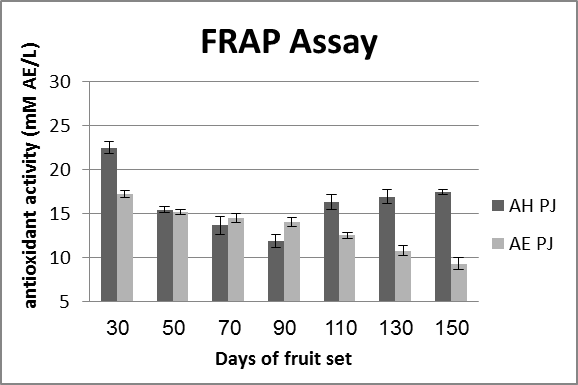 FRAP Assay
antioxidant activity (mM AE/L)
30
25
20
15
10
5
30 50 70 90 110 130 150
Days of fruit set
AH PJ
AE PJ